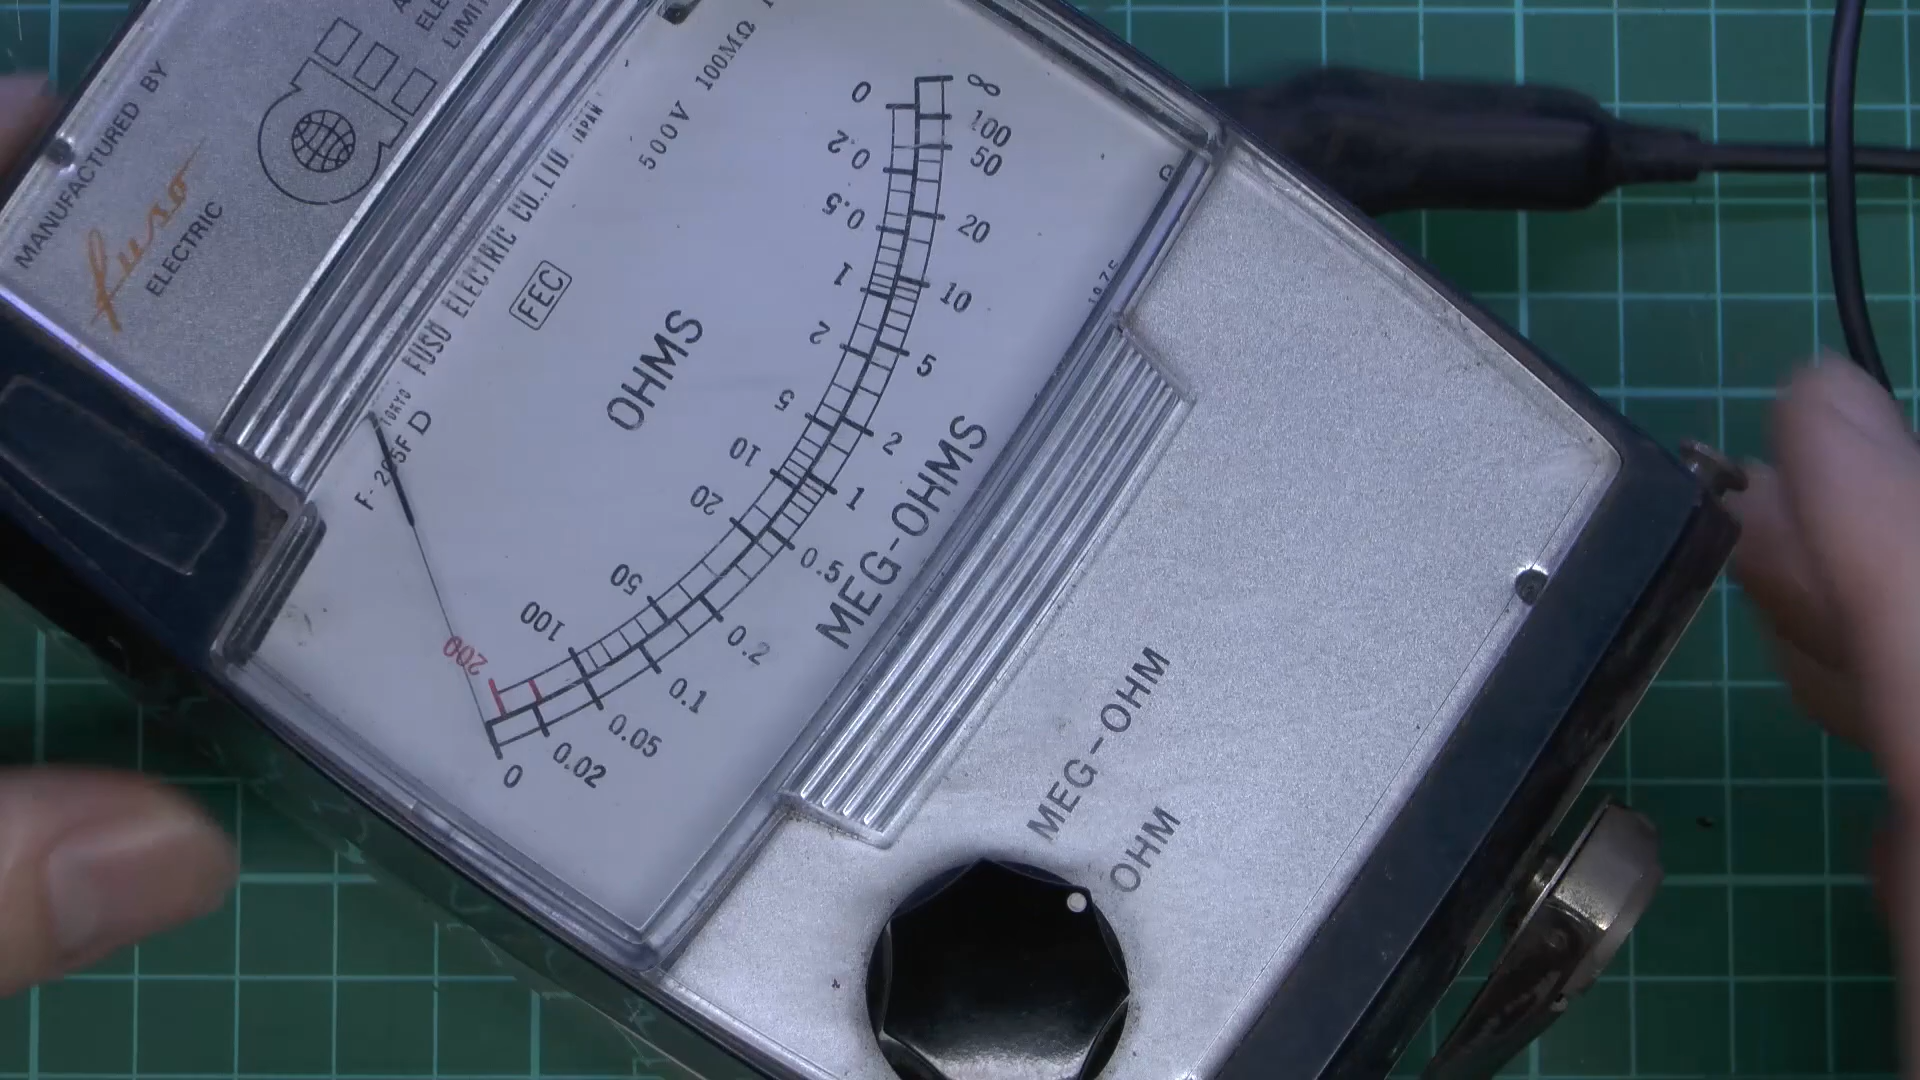 MANUFACTURED BY
fuso
ELECTRIC
LIMIT
TOKYO FUSO ELECTRIC CO.,LTD. JAPAN
F-205F D
FEC
500V 100MΩ
OHMS
0 0.2 0.5 1 2 5 10 20 50 100 200
∞ 100 50 20 10 5 2 1 0.5 0.2 0.1 0.05 0.02 0
MEG-OHMS
MEG-OHM
OHM